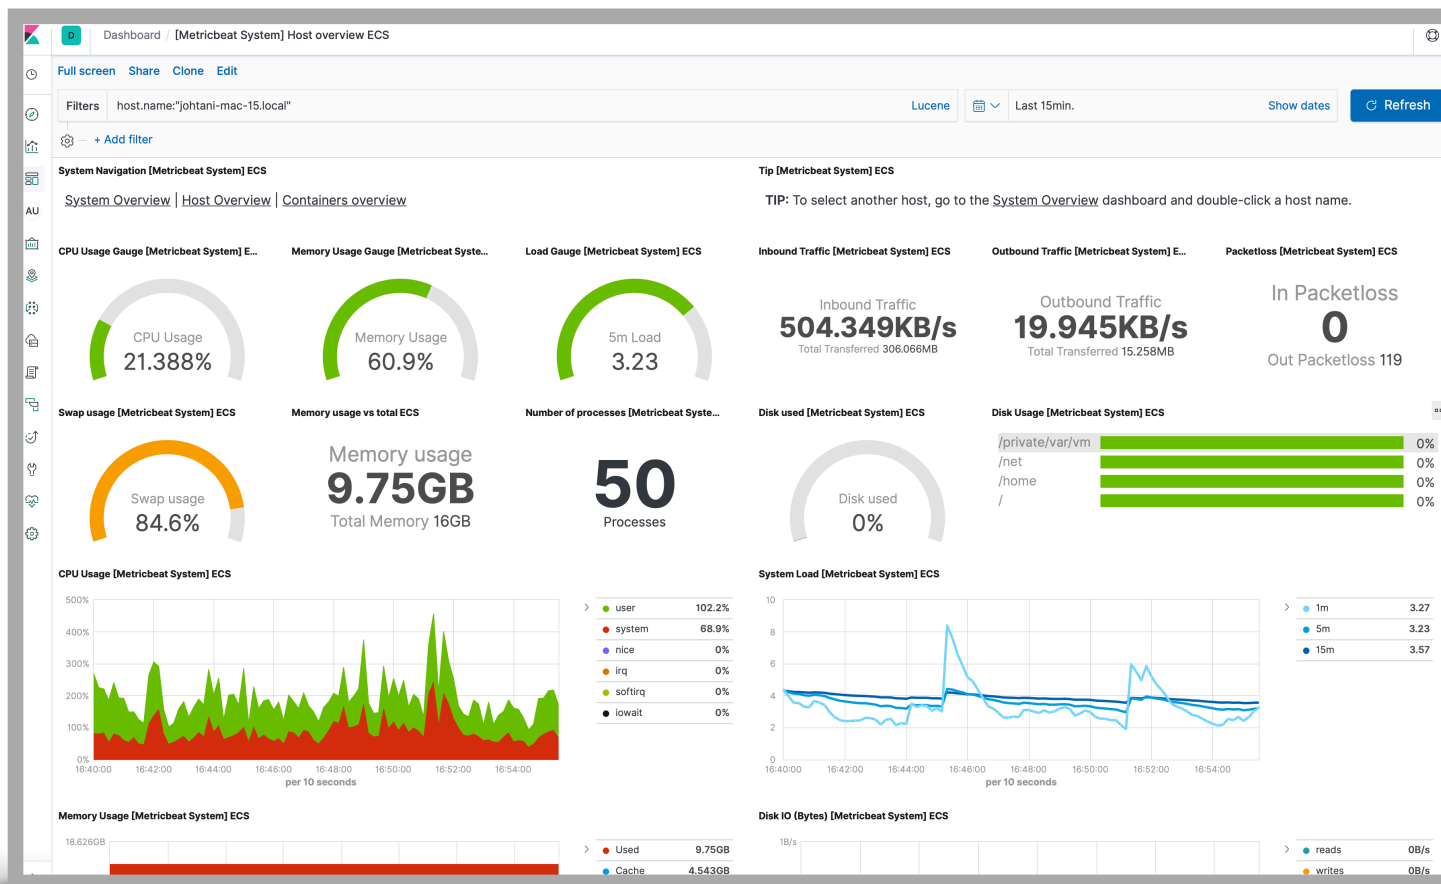 D Dashboard / [Metricbeat System] Host overview ECS
Full screen Share Clone Edit
Filters host.name:"johtani-mac-15.local" Lucene Last 15min. Show dates Refresh
+ Add filter
System Navigation [Metricbeat System] ECS
System Overview | Host Overview | Containers overview
Tip [Metricbeat System] ECS
TIP: To select another host, go to the System Overview dashboard and double-click a host name.
AU
CPU Usage Gauge [Metricbeat System] E...
CPU Usage
21.388%
Memory Usage Gauge [Metricbeat Syste...
Memory Usage
60.9%
Load Gauge [Metricbeat System] ECS
5m Load
3.23
Inbound Traffic [Metricbeat System] ECS
Inbound Traffic
504.349KB/s
Total Transferred 306.066MB
Outbound Traffic [Metricbeat System] E...
Outbound Traffic
19.945KB/s
Total Transferred 15.258MB
Packetloss [Metricbeat System] ECS
In Packetloss
0
Out Packetloss 119
Swap usage [Metricbeat System] ECS
Swap usage
84.6%
Memory usage vs total ECS
Memory usage
9.75GB
Total Memory 16GB
Number of processes [Metricbeat Syste...
50
Processes
Disk used [Metricbeat System] ECS
Disk used
0%
Disk Usage [Metricbeat System] ECS
/private/var/vm 0%
/net 0%
/home 0%
/ 0%
CPU Usage [Metricbeat System] ECS
500%
400%
300%
200%
100%
0%
16:40:00 16:42:00 16:44:00 16:46:00 16:48:00 16:50:00 16:52:00 16:54:00
per 10 seconds
user 102.2%
system 68.9%
nice 0%
irq 0%
softirq 0%
iowait 0%
System Load [Metricbeat System] ECS
10
8
6
4
2
0
16:40:00 16:42:00 16:44:00 16:46:00 16:48:00 16:50:00 16:52:00 16:54:00
per 10 seconds
1m 3.27
5m 3.23
15m 3.57
Memory Usage [Metricbeat System] ECS
18.626GB
Used 9.75GB
Cache 4.543GB
Disk IO (Bytes) [Metricbeat System] ECS
1B/s
reads 0B/s
writes 0B/s